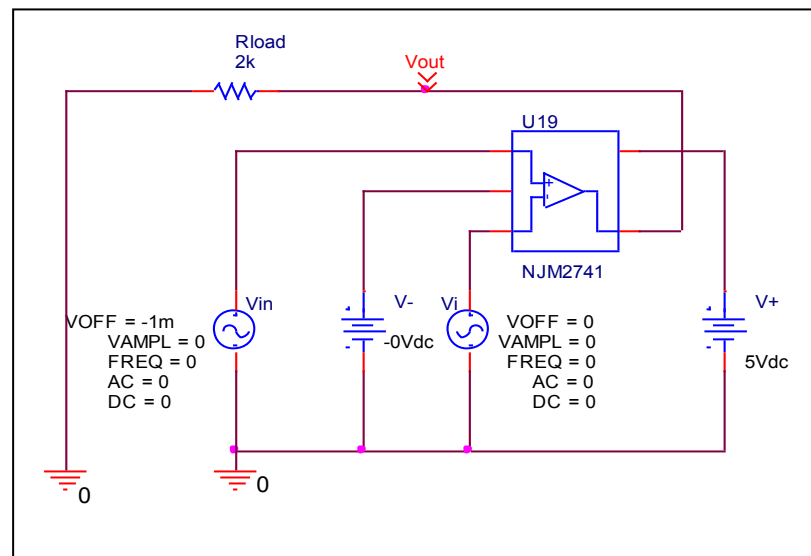 Rload
2k
Vout
U19
+
-
NJM2741
Vin
VOFF = -1m
VAMPL = 0
FREQ = 0
AC = 0
DC = 0
V-
-0Vdc
Vi
VOFF = 0
VAMPL = 0
FREQ = 0
AC = 0
DC = 0
V+
5Vdc
0
0